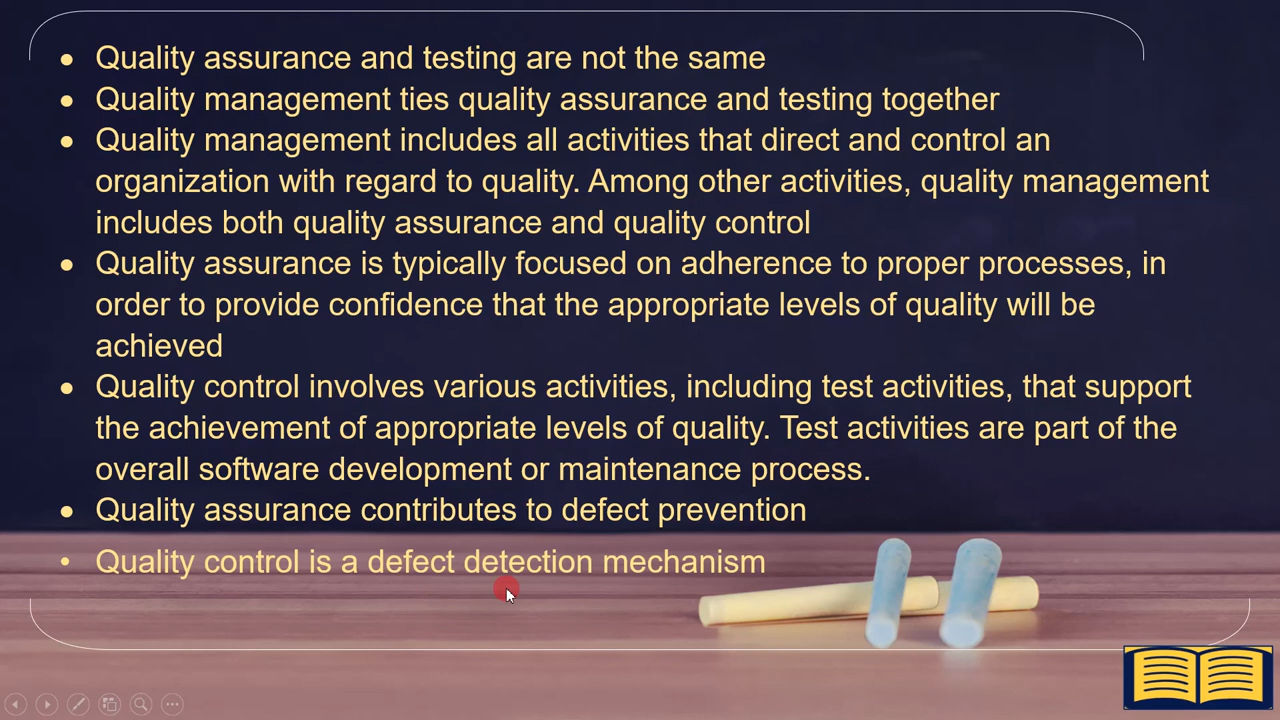 • Quality assurance and testing are not the same
• Quality management ties quality assurance and testing together
• Quality management includes all activities that direct and control an
organization with regard to quality. Among other activities, quality management
includes both quality assurance and quality control
• Quality assurance is typically focused on adherence to proper processes, in
order to provide confidence that the appropriate levels of quality will be
achieved
• Quality control involves various activities, including test activities, that support
the achievement of appropriate levels of quality. Test activities are part of the
overall software development or maintenance process.
• Quality assurance contributes to defect prevention
• Quality control is a defect detection mechanism